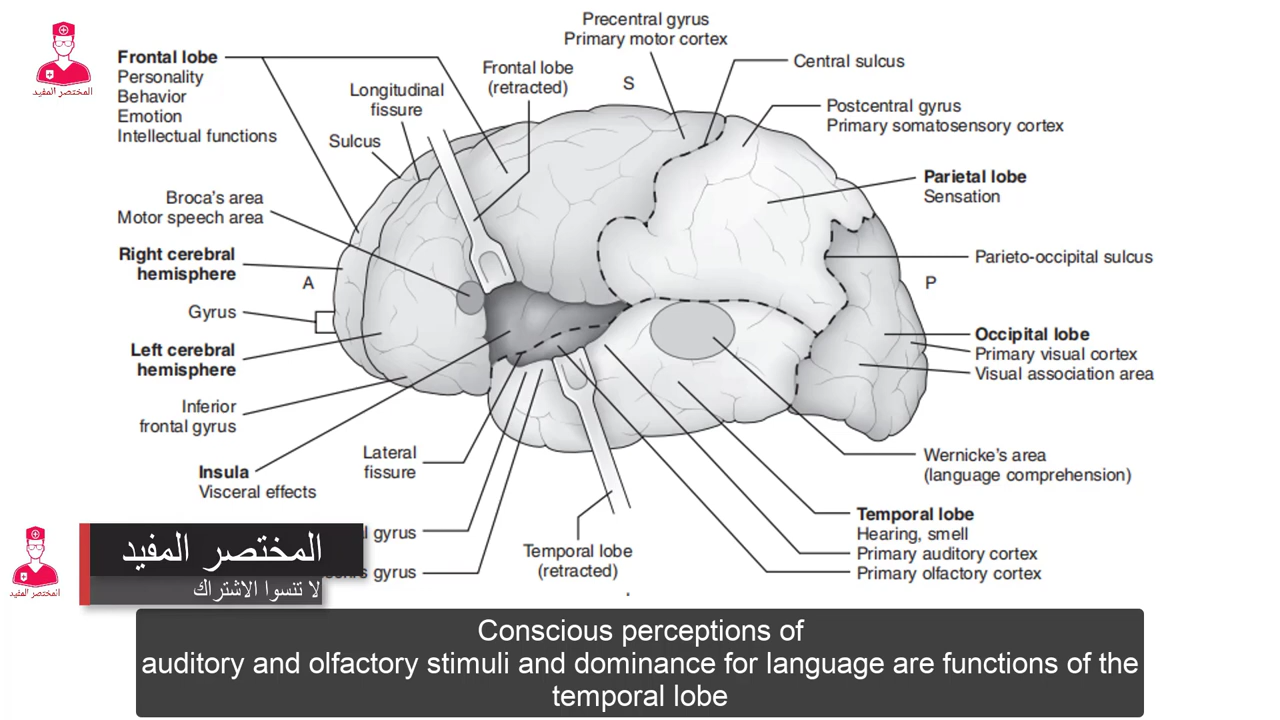 المختصر المفيد
Frontal lobe
Personality
Behavior
Emotion
Intellectual functions
Longitudinal
fissure
Sulcus
Frontal lobe
(retracted)
Precentral gyrus
Primary motor cortex
S
Central sulcus
Postcentral gyrus
Primary somatosensory cortex
Parietal lobe
Sensation
Broca's area
Motor speech area
Right cerebral
hemisphere
A
Gyrus
Left cerebral
hemisphere
Inferior
frontal gyrus
Insula
Visceral effects
Lateral
fissure
gyrus
gyrus
Temporal lobe
(retracted)
Parieto-occipital sulcus
P
Occipital lobe
Primary visual cortex
Visual association area
Wernicke's area
(language comprehension)
Temporal lobe
Hearing, smell
Primary auditory cortex
Primary olfactory cortex
المختصر المفيد
المختصر المفيد
لا تنسوا الاشتراك
Conscious perceptions of
auditory and olfactory stimuli and dominance for language are functions of the
temporal lobe